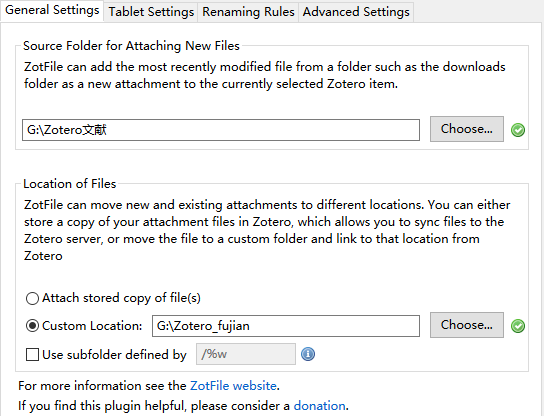 General Settings Tablet Settings Renaming Rules Advanced Settings
Source Folder for Attaching New Files
ZotFile can add the most recently modified file from a folder such as the downloads
folder as a new attachment to the currently selected Zotero item.
G:\Zotero文献 Choose...
Location of Files
ZotFile can move new and existing attachments to different locations. You can either
store a copy of your attachment files in Zotero, which allows you to sync files to the
Zotero server, or move the file to a custom folder and link to that location from
Zotero
Attach stored copy of file(s)
Custom Location: G:\Zotero_fujian Choose...
Use subfolder defined by /%w
For more information see the ZotFile website.
If you find this plugin helpful, please consider a donation.